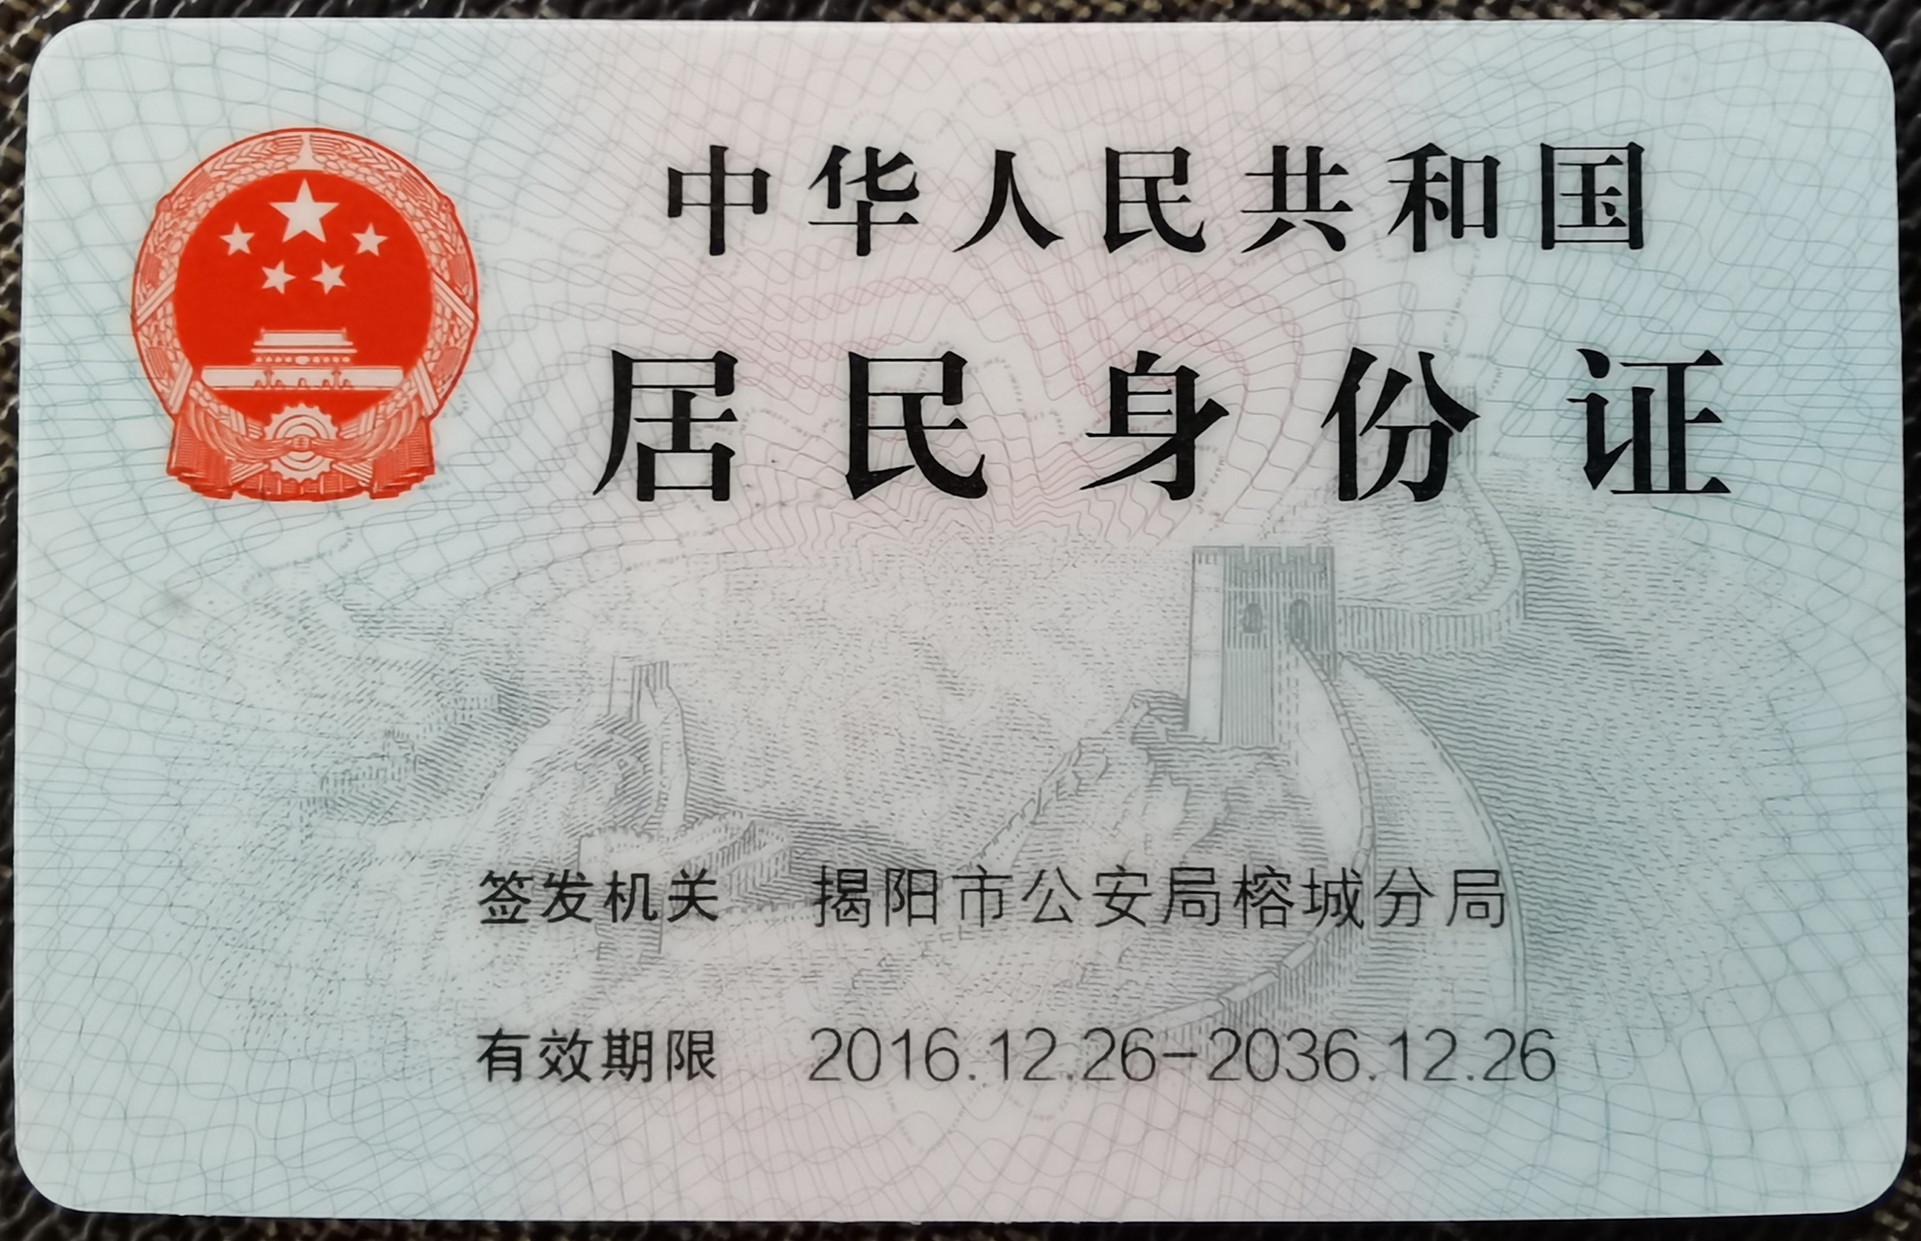 中华人民共和国
居民身份证
签发机关 揭阳市公安局榕城分局
有效期限 2016.12.26-2036.12.26